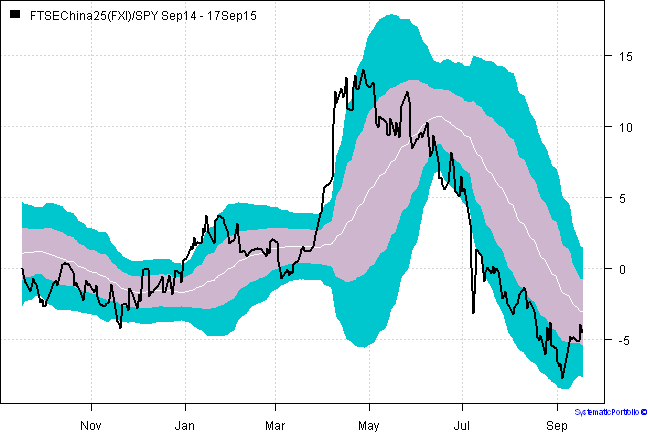 FTSEChina25(FXI)/SPY Sep14 - 17Sep15
15
10
5
0
-5
Nov Jan Mar May Jul Sep
SystematicPortfolio ©